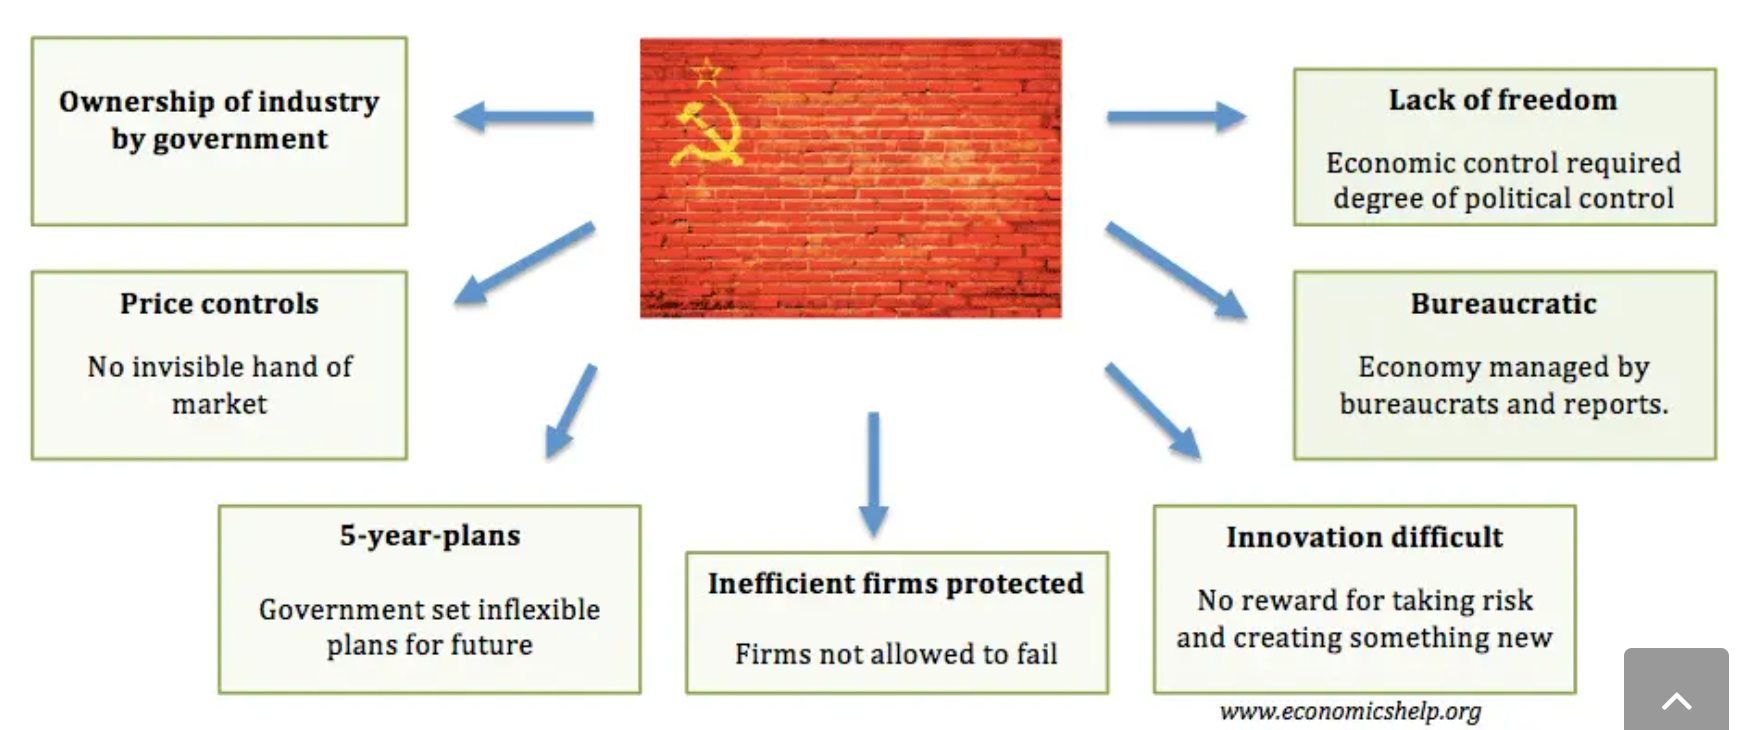 Ownership of industry
by government
Price controls
No invisible hand of
market
5-year-plans
Government set inflexible
plans for future
Inefficient firms protected
Firms not allowed to fail
Innovation difficult
No reward for taking risk
and creating something new
Bureaucratic
Economy managed by
bureaucrats and reports.
Lack of freedom
Economic control required
degree of political control
www.economicshelp.org